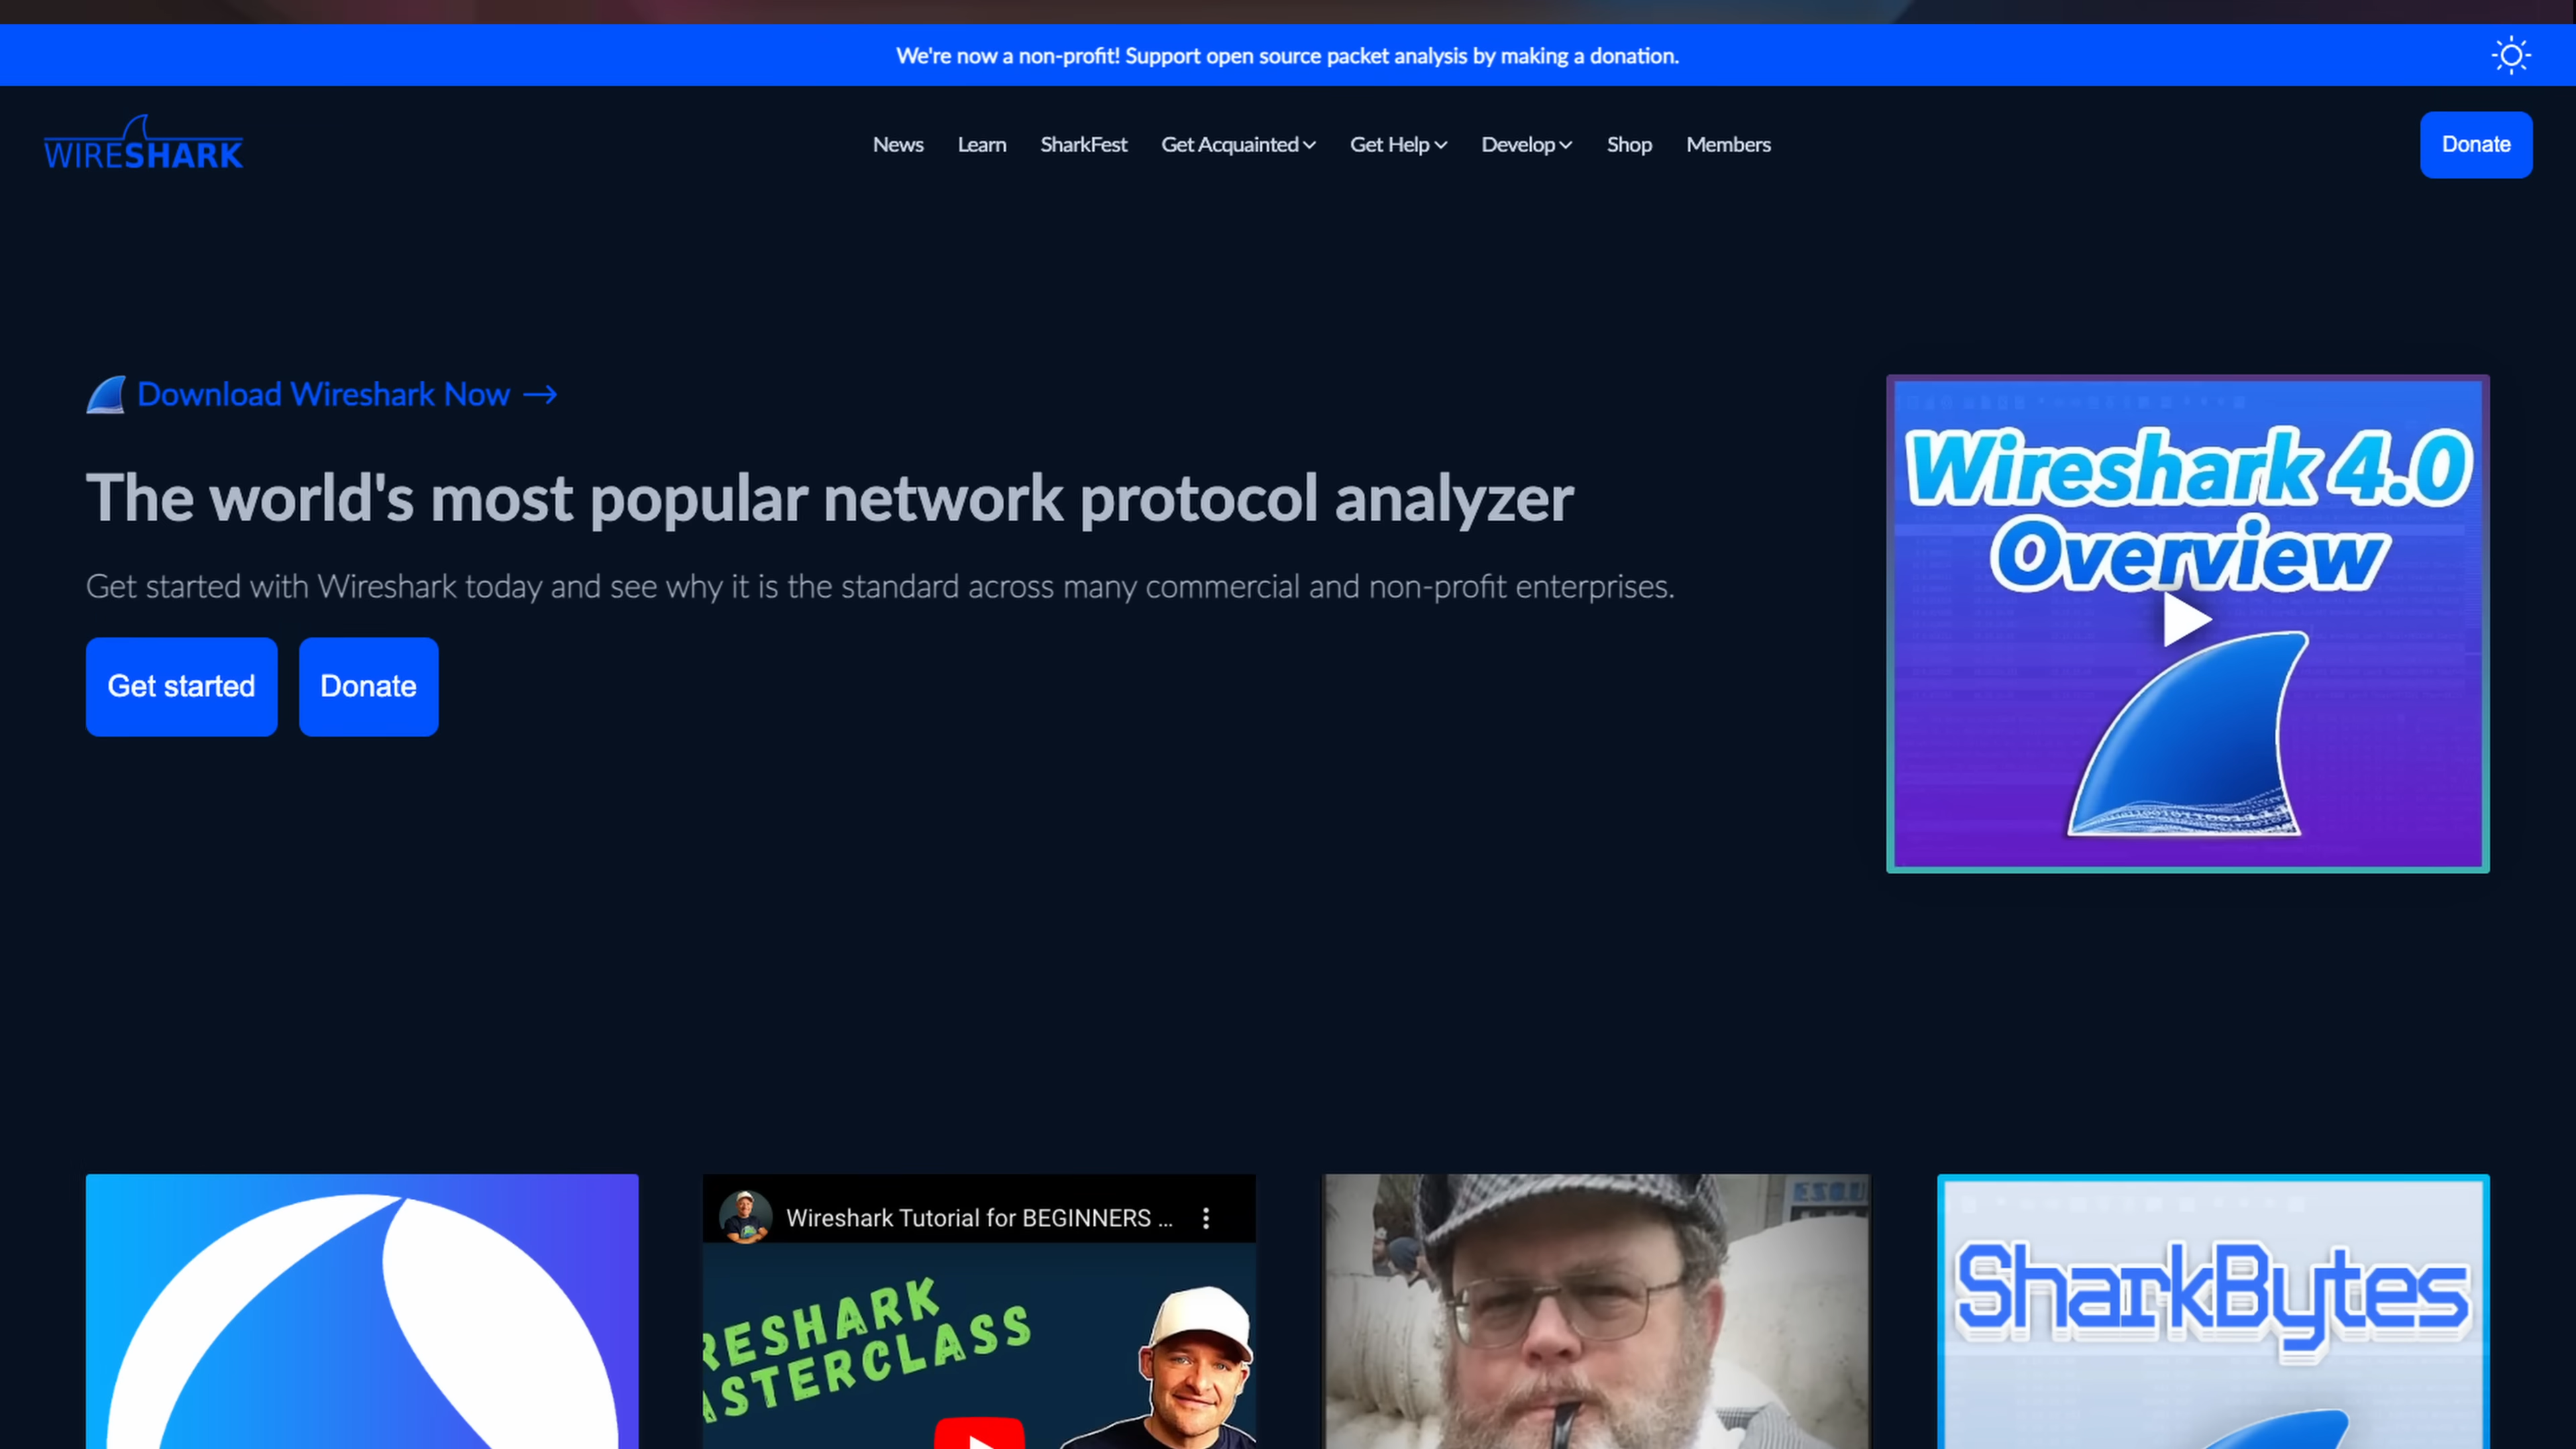 We're now a non-profit! Support open source packet analysis by making a donation.
WIRESHARK
News Learn SharkFest Get Acquainted Get Help Develop Shop Members
Donate
Download Wireshark Now →
The world's most popular network protocol analyzer
Get started with Wireshark today and see why it is the standard across many commercial and non-profit enterprises.
Get started Donate
Wireshark 4.0
Overview
Wireshark Tutorial for BEGINNERS ...
RESHARK
ASTERCLASS
SharkBytes